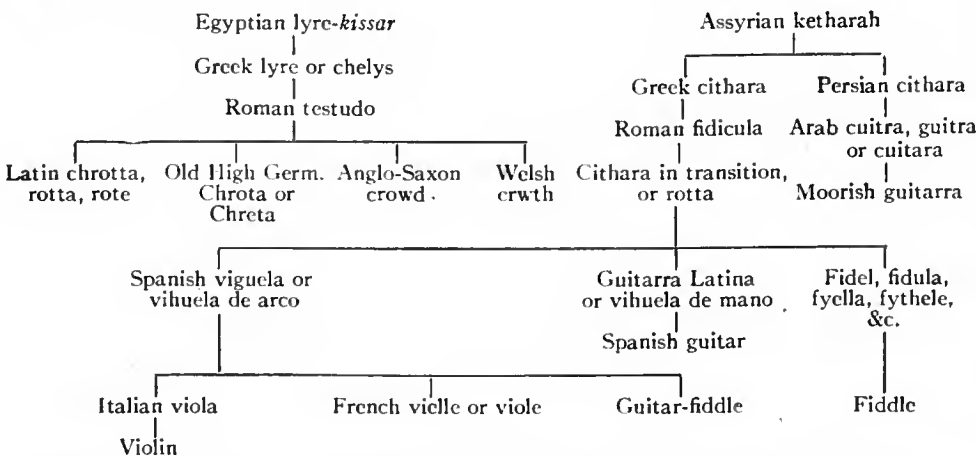 Egyptian lyre-kissar
Assyrian ketharah
Greek lyre or chelys
Greek cithara
Persian cithara
Roman testudo
Roman fidicula
Arab cuitra, guitra
or cuitara
Latin chrotta,
rotta, rote
Old High Germ.
Chrota or
Chreta
Anglo-Saxon
crowd.
Welsh
crwth
Cithara in transition,
or rotta
Moorish guitarra
Spanish viguela or
vihuela de arco
Guitarra Latina
or vihuela de mano
Fidel, fidula,
fyella, fythele,
&c.
Spanish guitar
Italian viola
French vielle or viole
Guitar-fiddle
Fiddle
Violin